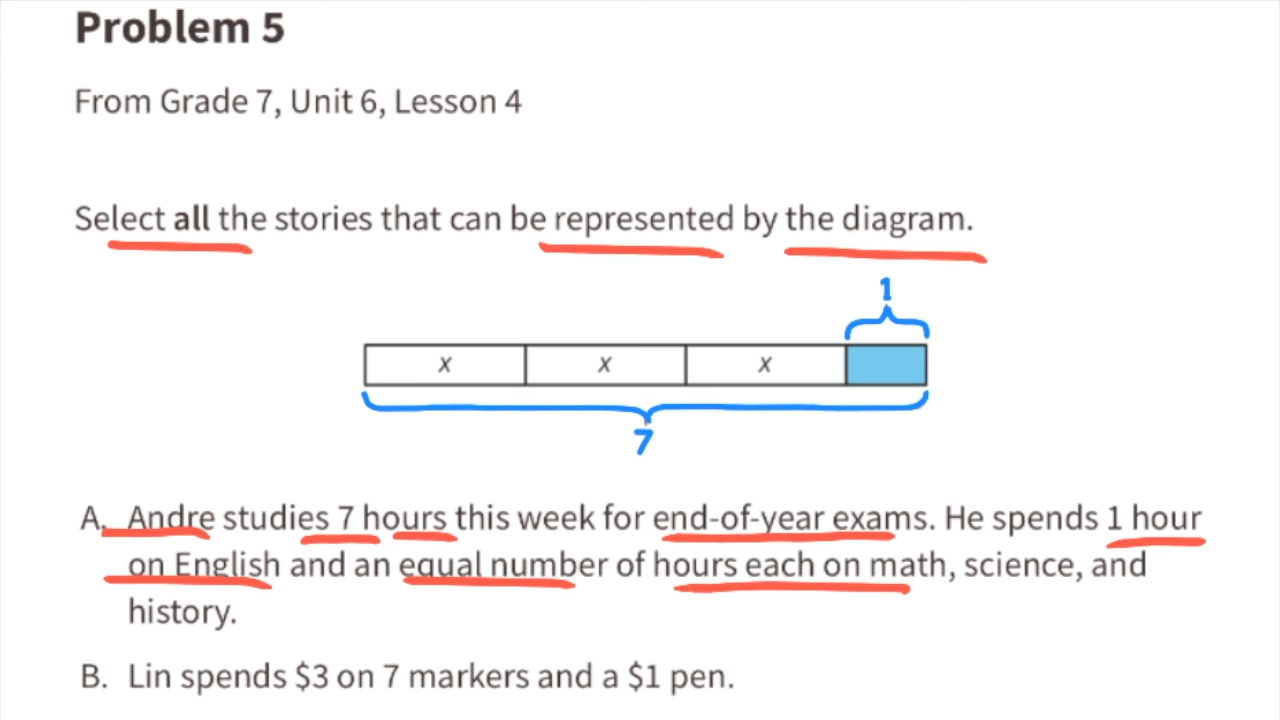 Problem 5
From Grade 7, Unit 6, Lesson 4
Select all the stories that can be represented by the diagram.
1
x x x
7
A. Andre studies 7 hours this week for end-of-year exams. He spends 1 hour
on English and an equal number of hours each on math, science, and
history.
B. Lin spends $3 on 7 markers and a $1 pen.